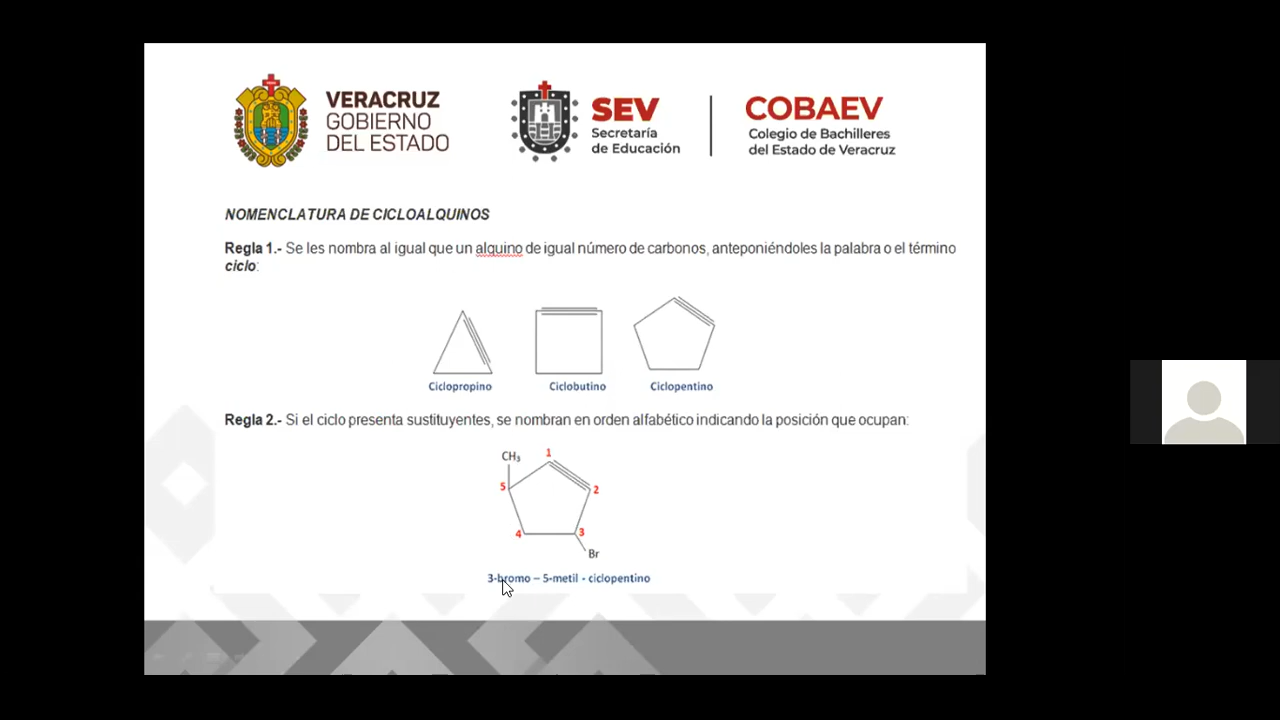 VERACRUZ
GOBIERNO
DEL ESTADO
SEV
Secretaría
de Educación
COBAEV
Colegio de Bachilleres
del Estado de Veracruz
NOMENCLATURA DE CICLOALQUINOS
Regla 1.- Se les nombra al igual que un alquino de igual número de carbonos, anteponiéndoles la palabra o el término
ciclo:
Ciclopropino Ciclobutino Ciclopentino
Regla 2.- Si el ciclo presenta sustituyentes, se nombran en orden alfabético indicando la posición que ocupan:
CH₃ 1
5 2
4 3
Br
3-bromo – 5-metil - ciclopentino